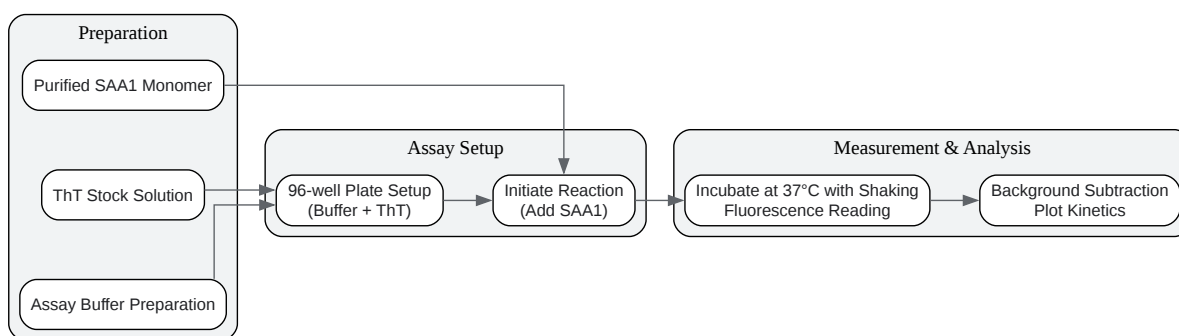 Preparation
Purified SAA1 Monomer
ThT Stock Solution
Assay Buffer Preparation
Assay Setup
96-well Plate Setup
(Buffer + ThT)
Initiate Reaction
(Add SAA1)
Measurement & Analysis
Incubate at 37°C with Shaking
Fluorescence Reading
Background Subtraction
Plot Kinetics